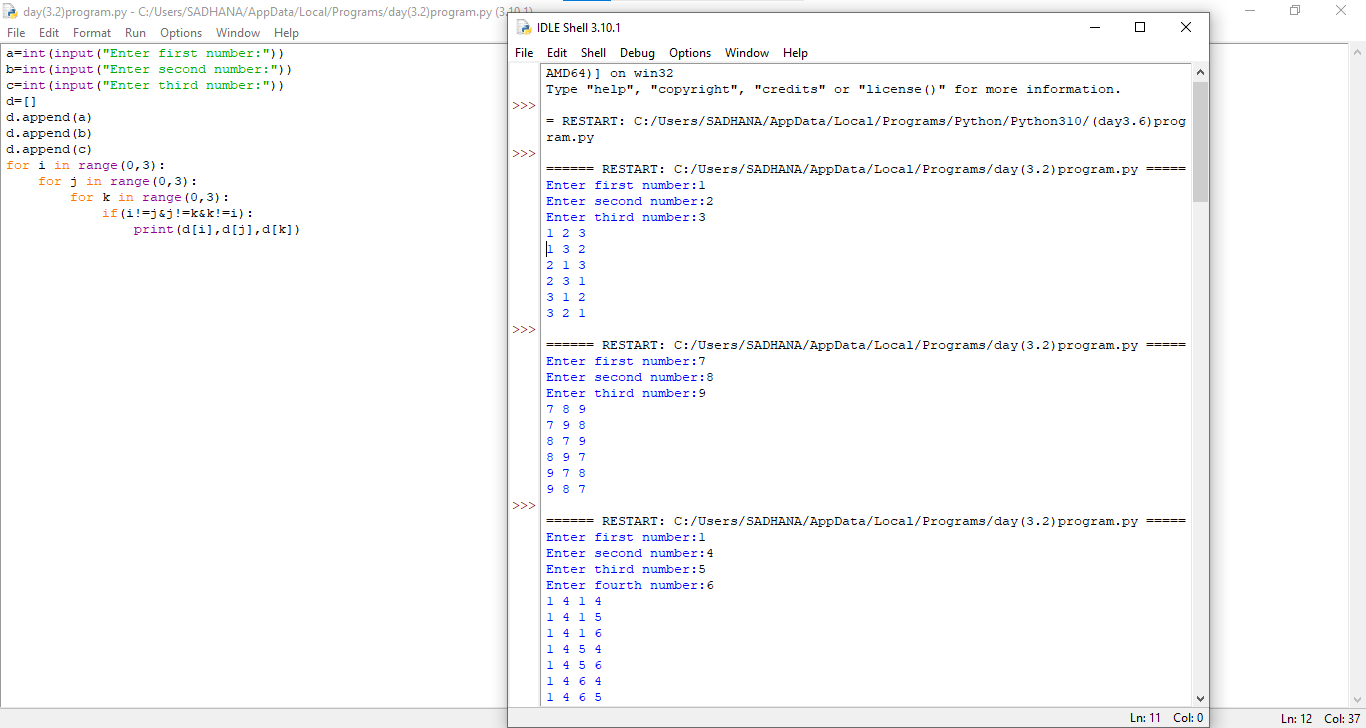 day(3.2)program.py - C:/Users/SADHANA/AppData/Local/Programs/day(3.2)program.py (3.10.1)
File Edit Format Run Options Window Help
a=int(input("Enter first number:"))
b=int(input("Enter second number:"))
c=int(input("Enter third number:"))
d=[]
d.append(a)
d.append(b)
d.append(c)
for i in range(0,3):
    for j in range(0,3):
        for k in range(0,3):
            if(i!=j&j!=k&k!=i):
                print(d[i],d[j],d[k])
Ln: 12 Col: 37
IDLE Shell 3.10.1
File Edit Shell Debug Options Window Help
AMD64)] on win32
Type "help", "copyright", "credits" or "license()" for more information.
>>>
= RESTART: C:/Users/SADHANA/AppData/Local/Programs/Python/Python310/(day3.6)prog
ram.py
>>>
====== RESTART: C:/Users/SADHANA/AppData/Local/Programs/day(3.2)program.py =====
Enter first number:1
Enter second number:2
Enter third number:3
1 2 3
1 3 2
2 1 3
2 3 1
3 1 2
3 2 1
>>>
====== RESTART: C:/Users/SADHANA/AppData/Local/Programs/day(3.2)program.py =====
Enter first number:7
Enter second number:8
Enter third number:9
7 8 9
7 9 8
8 7 9
8 9 7
9 7 8
9 8 7
>>>
====== RESTART: C:/Users/SADHANA/AppData/Local/Programs/day(3.2)program.py =====
Enter first number:1
Enter second number:4
Enter third number:5
Enter fourth number:6
1 4 1 4
1 4 1 5
1 4 1 6
1 4 5 4
1 4 5 6
1 4 6 4
1 4 6 5
Ln: 11 Col: 0